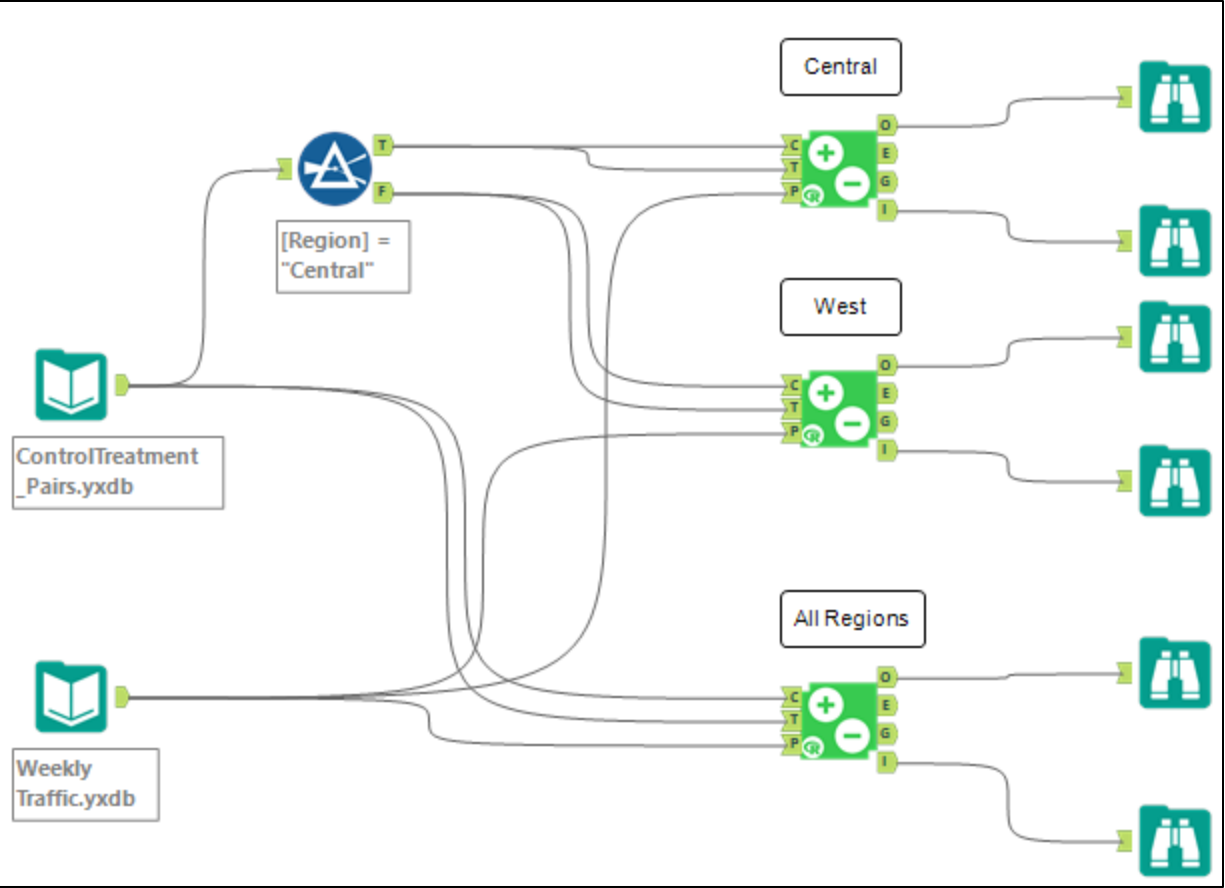 Central
O
C
E
T
T
G
P
F
I
[Region] =
"Central"
West
O
C
E
T
G
P
I
ControlTreatment
_Pairs.yxdb
All Regions
O
C
E
T
G
P
I
Weekly
Traffic.yxdb